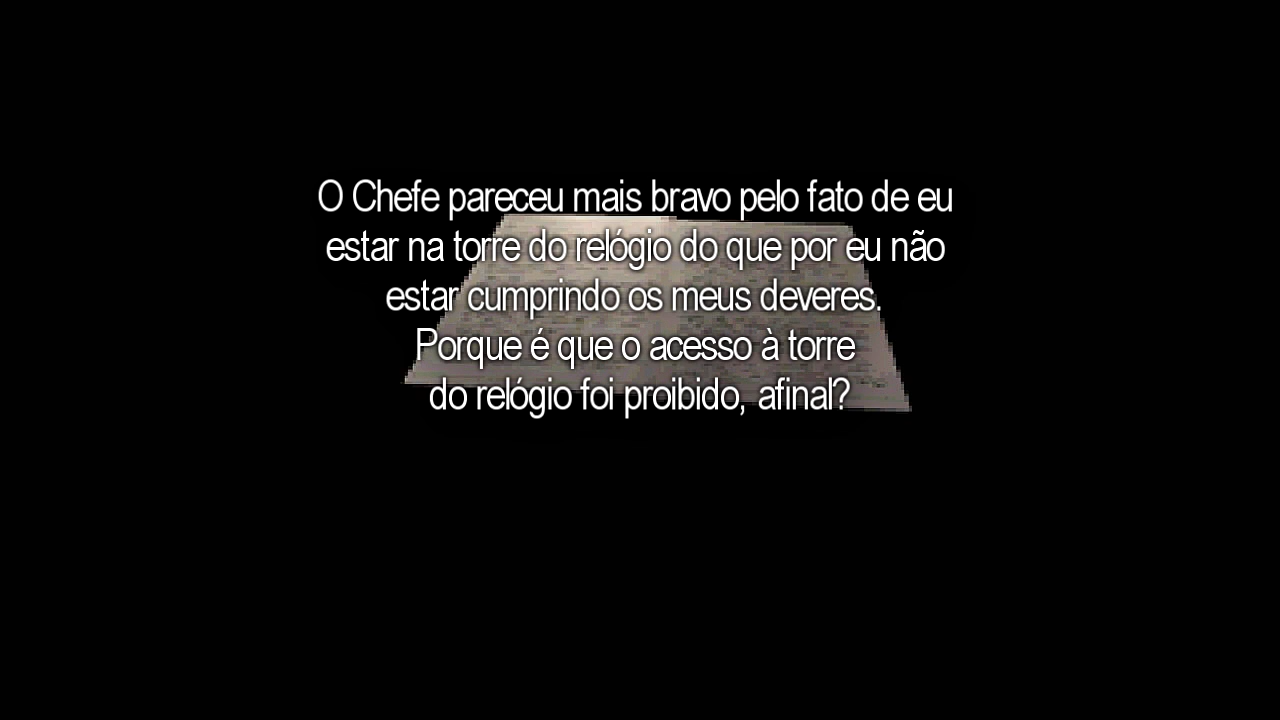 O Chefe pareceu mais bravo pelo fato de eu
estar na torre do relógio do que por eu não
estar cumprindo os meus deveres.
Porque é que o acesso à torre
do relógio foi proibido, afinal?